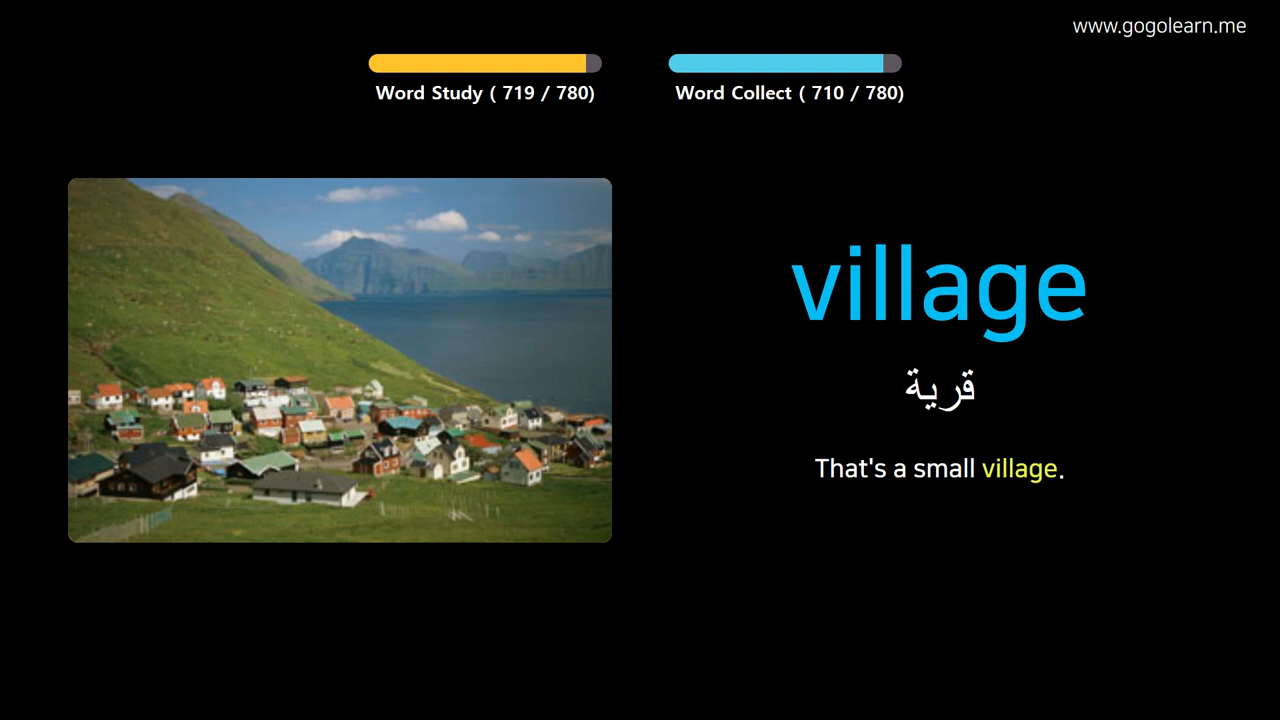 www.gogolearn.me
Word Study ( 719 / 780)
Word Collect ( 710 / 780)
village
قرية
That's a small village.